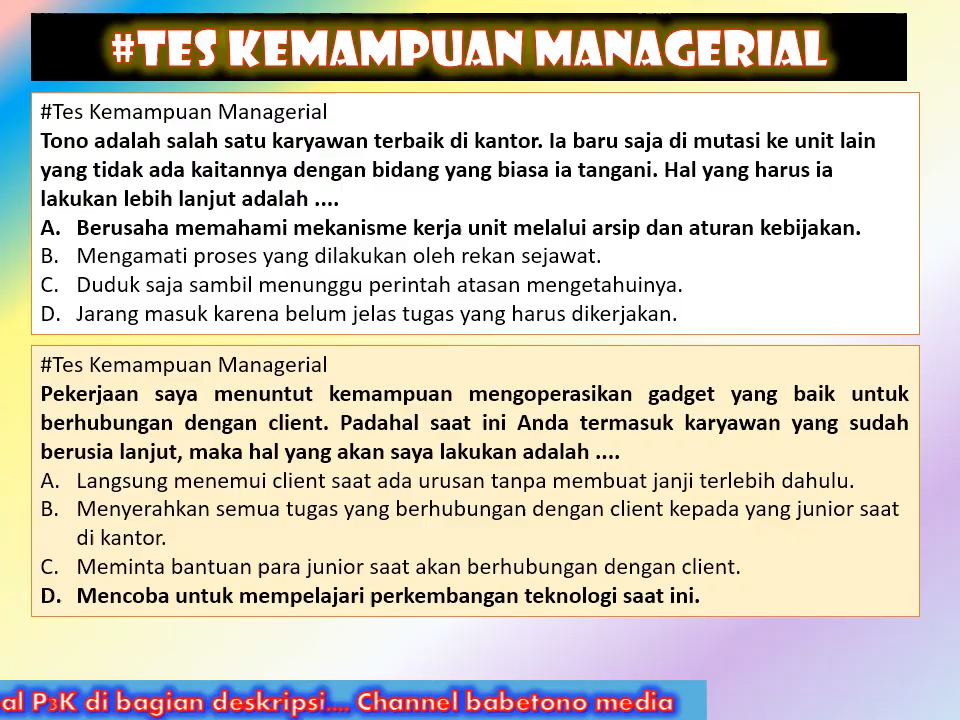 #TES KEMAMPUAN MANAGERIAL
#Tes Kemampuan Managerial
Tono adalah salah satu karyawan terbaik di kantor. Ia baru saja di mutasi ke unit lain
yang tidak ada kaitannya dengan bidang yang biasa ia tangani. Hal yang harus ia
lakukan lebih lanjut adalah ....
A. Berusaha memahami mekanisme kerja unit melalui arsip dan aturan kebijakan.
B. Mengamati proses yang dilakukan oleh rekan sejawat.
C. Duduk saja sambil menunggu perintah atasan mengetahuinya.
D. Jarang masuk karena belum jelas tugas yang harus dikerjakan.
#Tes Kemampuan Managerial
Pekerjaan saya menuntut kemampuan mengoperasikan gadget yang baik untuk
berhubungan dengan client. Padahal saat ini Anda termasuk karyawan yang sudah
berusia lanjut, maka hal yang akan saya lakukan adalah ....
A. Langsung menemui client saat ada urusan tanpa membuat janji terlebih dahulu.
B. Menyerahkan semua tugas yang berhubungan dengan client kepada yang junior saat
di kantor.
C. Meminta bantuan para junior saat akan berhubungan dengan client.
D. Mencoba untuk mempelajari perkembangan teknologi saat ini.
al P3K di bagian deskripsi.... Channel babetono media